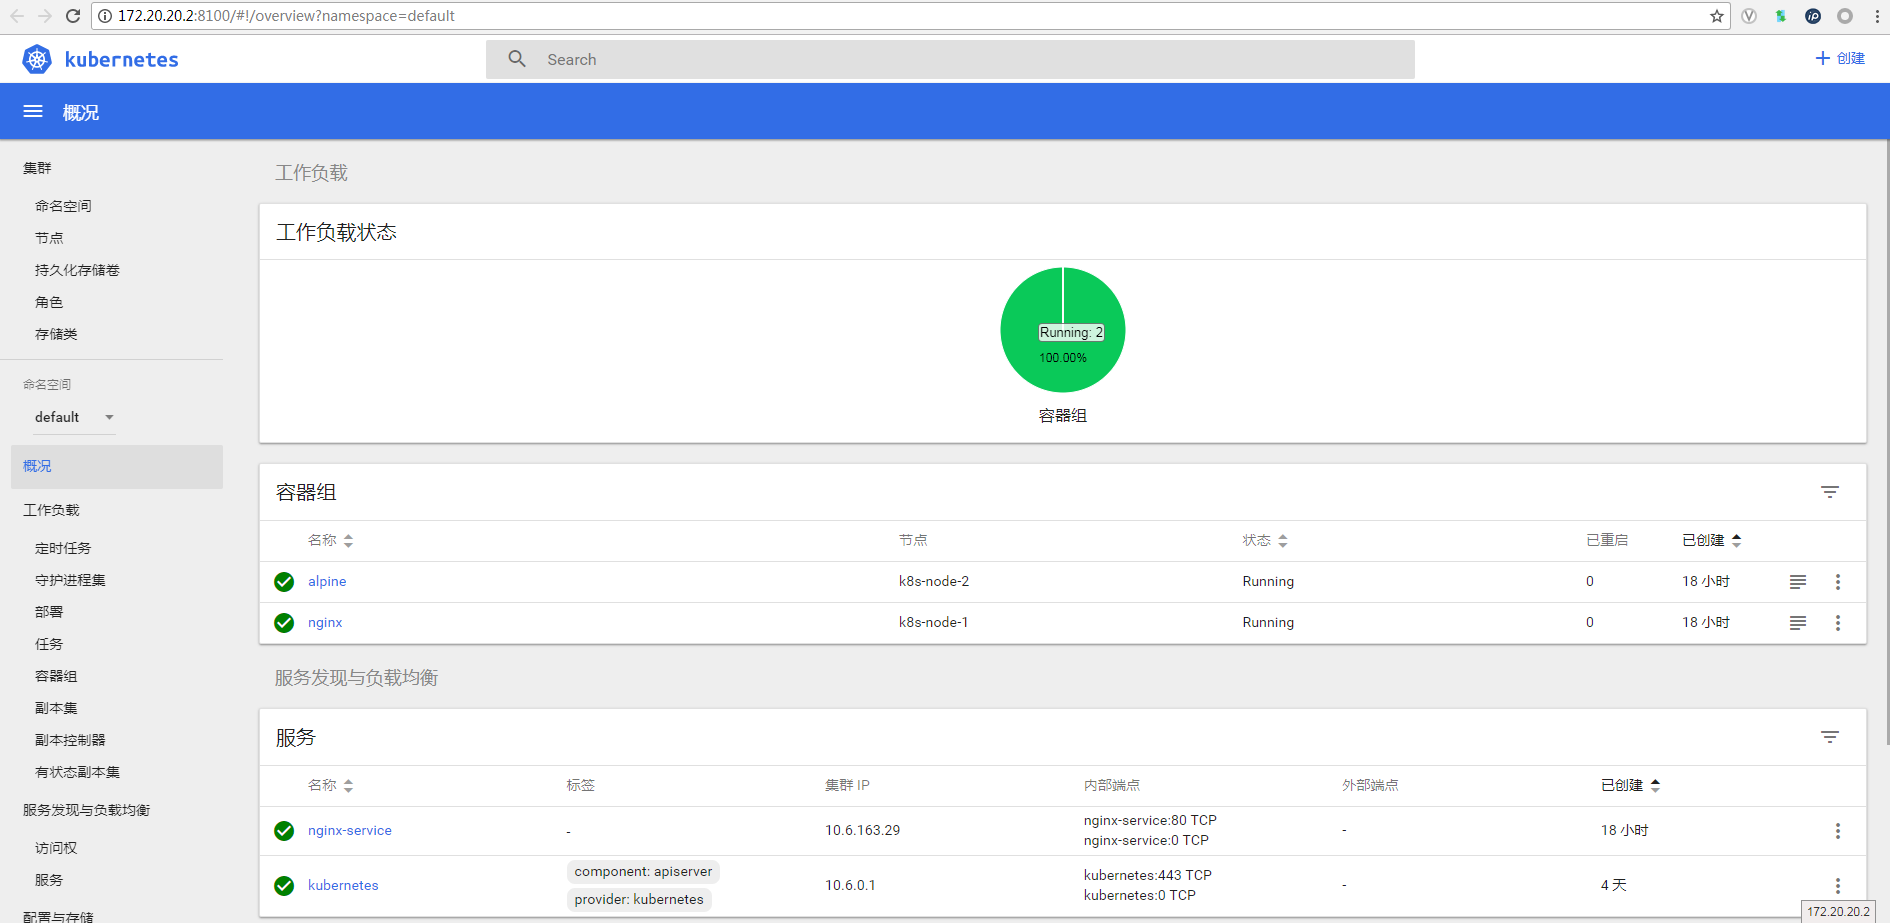 172.20.20.2:8100/#!/overview?namespace=default
kubernetes
Search
创建
概况
集群
命名空间
节点
持久化存储卷
角色
存储类
命名空间
default
概况
工作负载
定时任务
守护进程集
部署
任务
容器组
副本集
副本控制器
有状态副本集
服务发现与负载均衡
访问权
服务
配置与存储
工作负载
工作负载状态
Running: 2
100.00%
容器组
容器组
名称 节点 状态 已重启 已创建
alpine k8s-node-2 Running 0 18 小时
nginx k8s-node-1 Running 0 18 小时
服务发现与负载均衡
服务
名称 标签 集群 IP 内部端点 外部端点 已创建
nginx-service - 10.6.163.29 nginx-service:80 TCP - 18 小时
nginx-service:0 TCP
kubernetes component: apiserver 10.6.0.1 kubernetes:443 TCP - 4 天
provider: kubernetes kubernetes:0 TCP
172.20.20.2